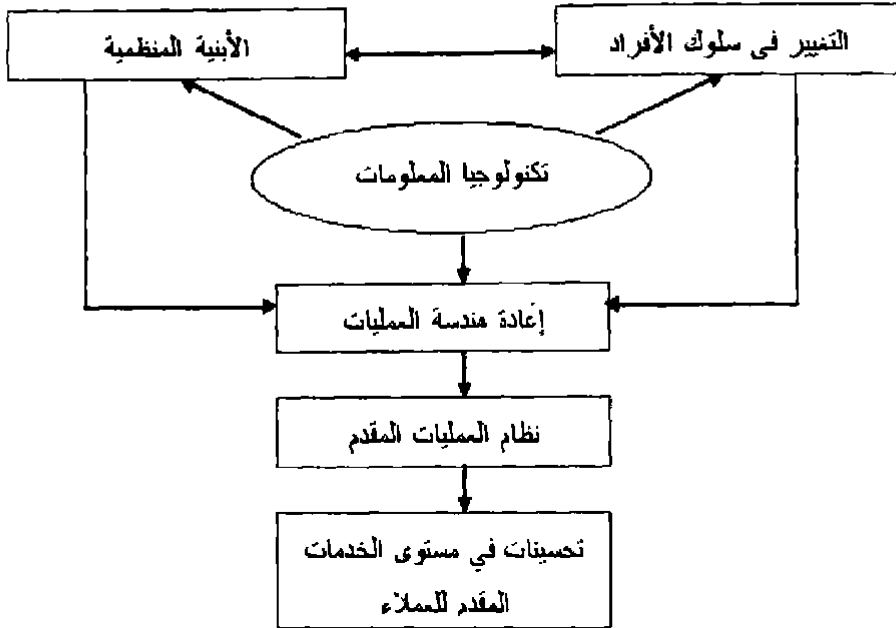 التغيير فى سلوك الأفراد
الأبنية المنظمية
تكنولوجيا المعلومات
إعادة هندسة العمليات
نظام العمليات المقدم
تحسينات في مستوى الخدمات
المقدم للعملاء